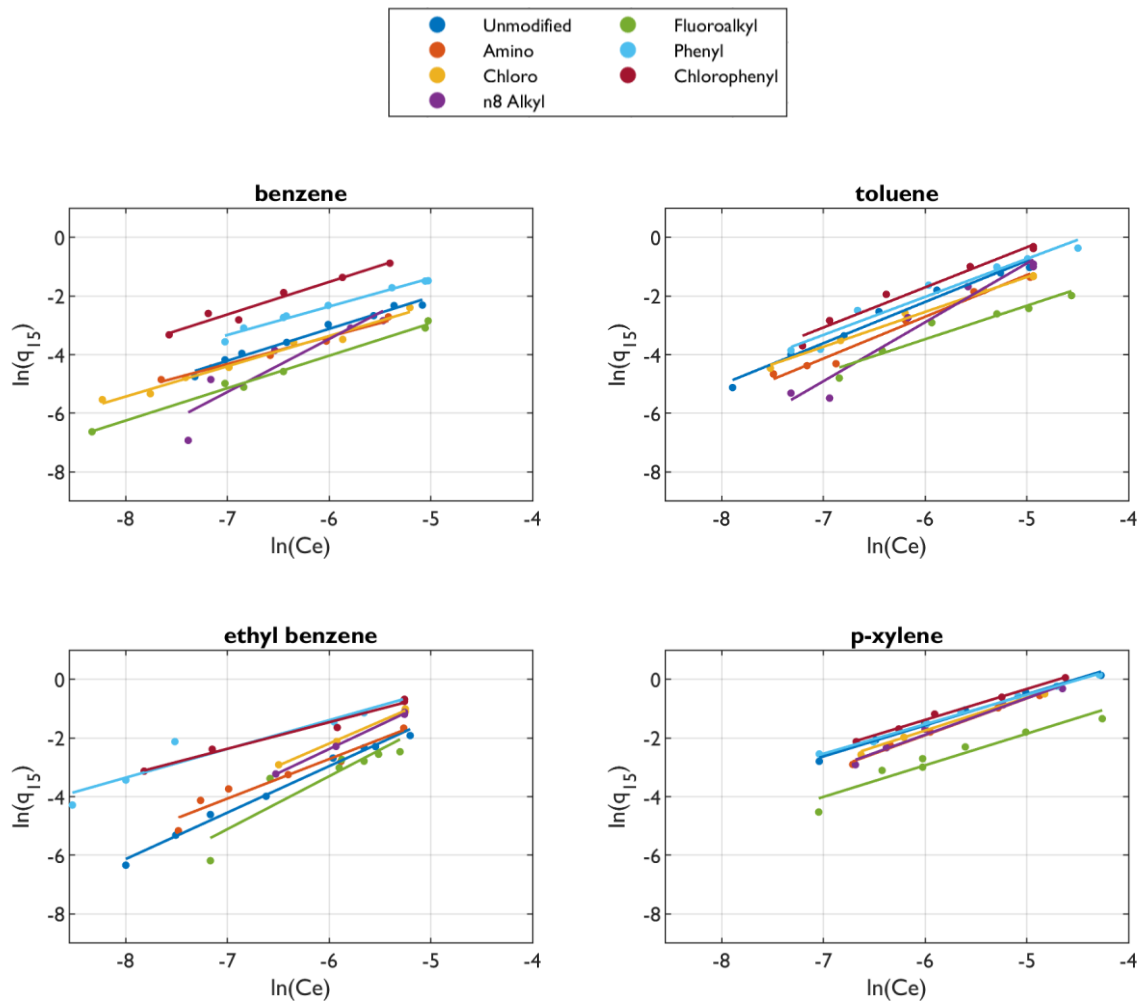 Unmodified Fluoroalkyl
Amino Phenyl
Chloro Chlorophenyl
n8 Alkyl
benzene
0
-2
-4
-6
-8
ln(q15)
-8 -7 -6 -5 -4
ln(Ce)
toluene
0
-2
-4
-6
-8
ln(q15)
-8 -7 -6 -5 -4
ln(Ce)
ethyl benzene
0
-2
-4
-6
-8
ln(q15)
-8 -7 -6 -5 -4
ln(Ce)
p-xylene
0
-2
-4
-6
-8
ln(q15)
-8 -7 -6 -5 -4
ln(Ce)